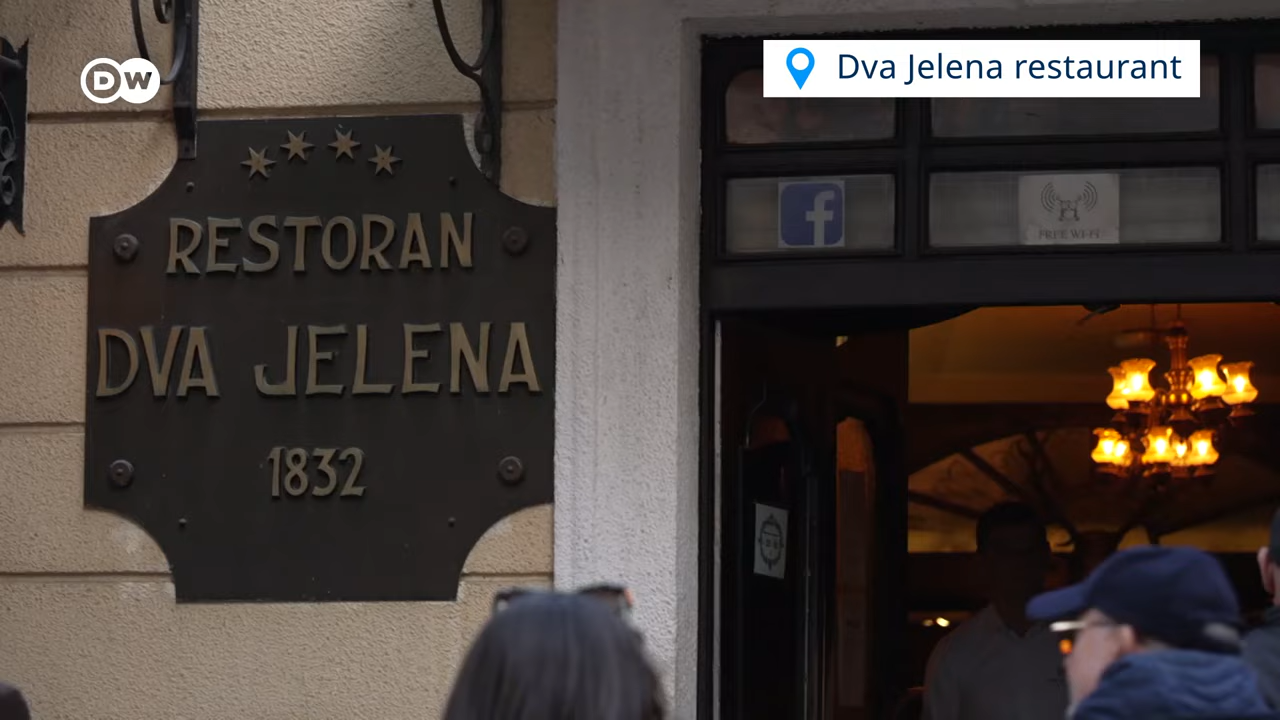 DW
Dva Jelena restaurant
RESTORAN
DVA JELENA
1832
f
FREE WI-FI